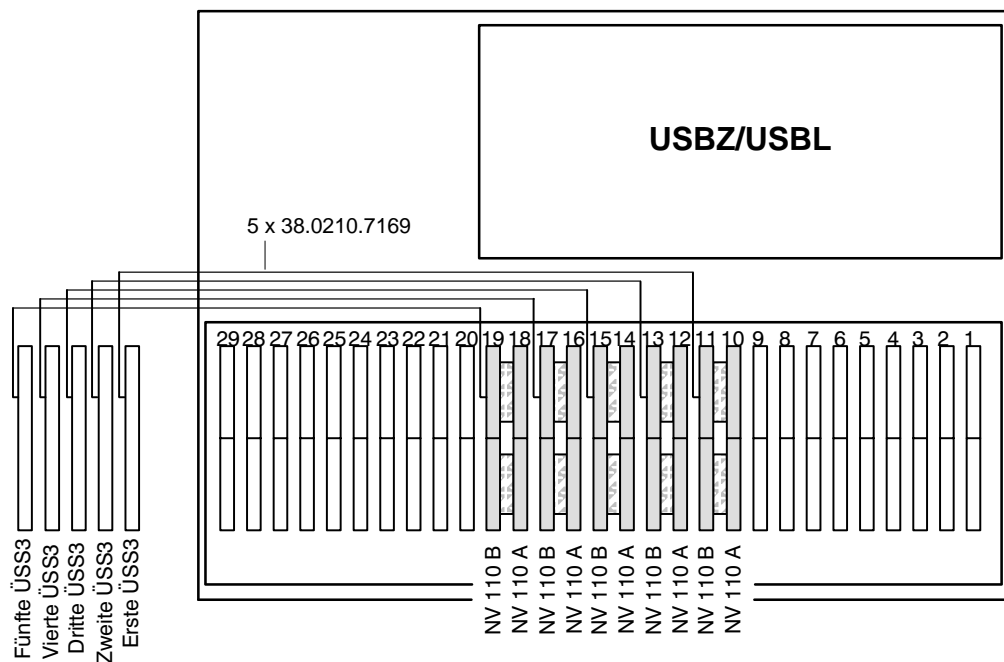 USBZ/USBL
5 x 38.0210.7169
29 28 27 26 25 24 23 22 21 20 19 18 17 16 15 14 13 12 11 10 9 8 7 6 5 4 3 2 1
Fünfte ÜSS3
Vierte ÜSS3
Dritte ÜSS3
Zweite ÜSS3
Erste ÜSS3
NV 110 B
NV 110 A
NV 110 B
NV 110 A
NV 110 B
NV 110 A
NV 110 B
NV 110 A
NV 110 B
NV 110 A